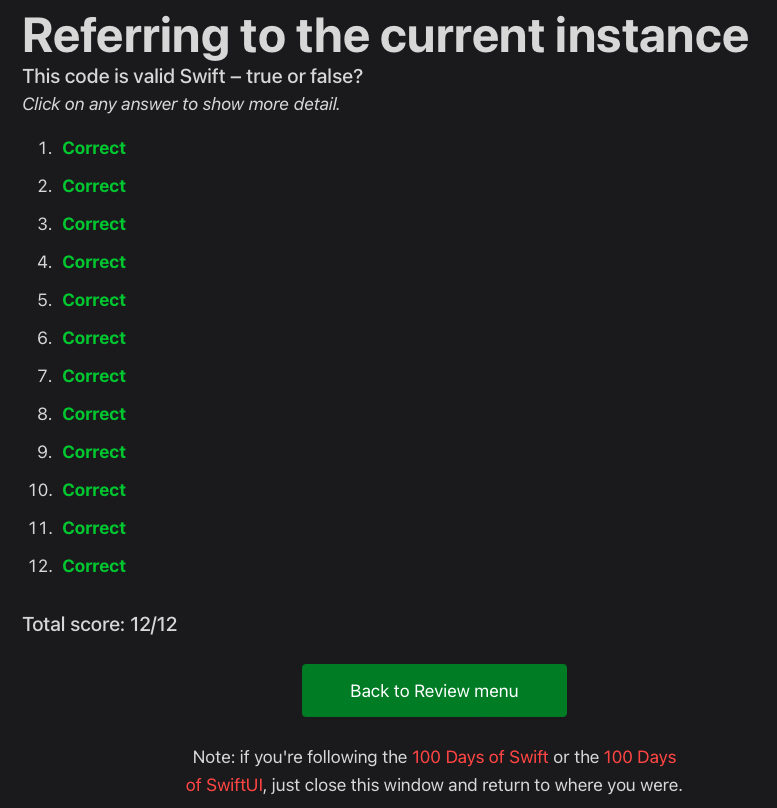 Referring to the current instance
This code is valid Swift – true or false?
Click on any answer to show more detail.
1. Correct
2. Correct
3. Correct
4. Correct
5. Correct
6. Correct
7. Correct
8. Correct
9. Correct
10. Correct
11. Correct
12. Correct
Total score: 12/12
Back to Review menu
Note: if you're following the 100 Days of Swift or the 100 Days
of SwiftUI, just close this window and return to where you were.